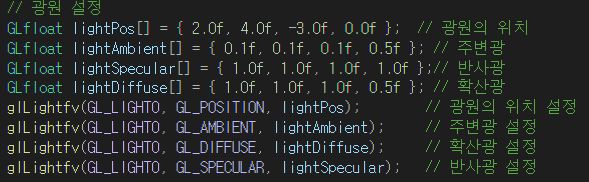 // 광원 설정
GLfloat lightPos[] = { 2.0f, 4.0f, -3.0f, 0.0f }; // 광원의 위치
GLfloat lightAmbient[] = { 0.1f, 0.1f, 0.1f, 0.5f }; // 주변광
GLfloat lightSpecular[] = { 1.0f, 1.0f, 1.0f, 1.0f };// 반사광
GLfloat lightDiffuse[] = { 1.0f, 1.0f, 1.0f, 0.5f }; // 확산광
glLightfv(GL_LIGHT0, GL_POSITION, lightPos); // 광원의 위치 설정
glLightfv(GL_LIGHT0, GL_AMBIENT, lightAmbient); // 주변광 설정
glLightfv(GL_LIGHT0, GL_DIFFUSE, lightDiffuse); // 확산광 설정
glLightfv(GL_LIGHT0, GL_SPECULAR, lightSpecular); // 반사광 설정